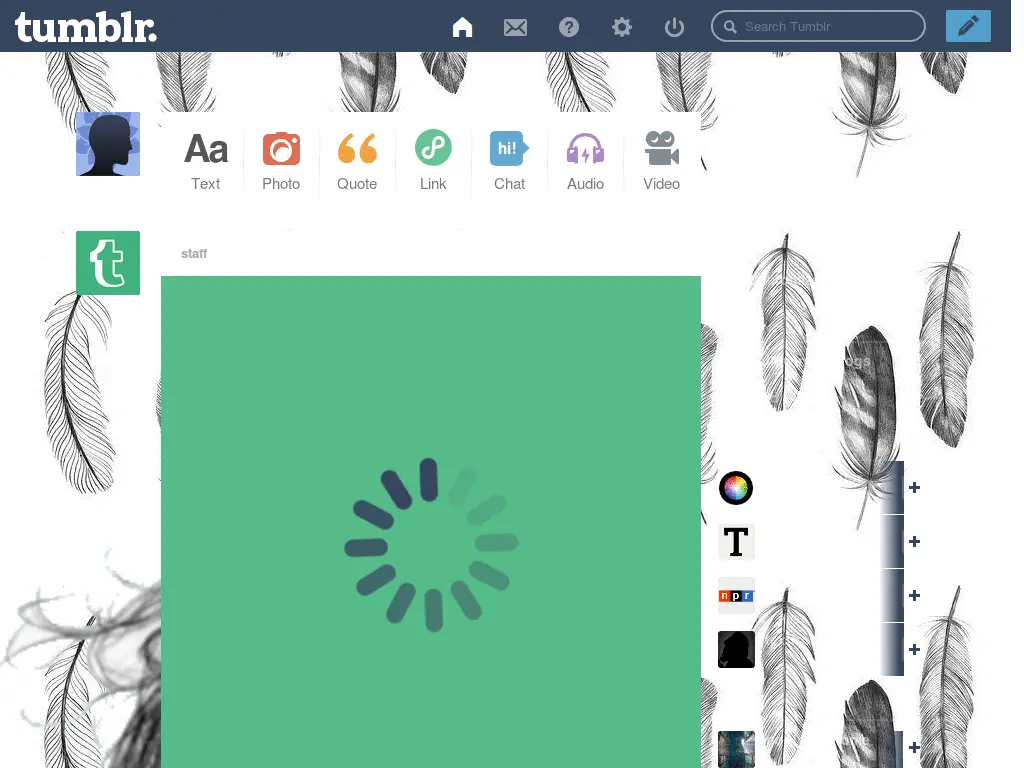 tumblr.
Search Tumblr
Aa
hi!
Text
Photo
Quote
Link
Chat
Audio
Video
t
staff
T
npr